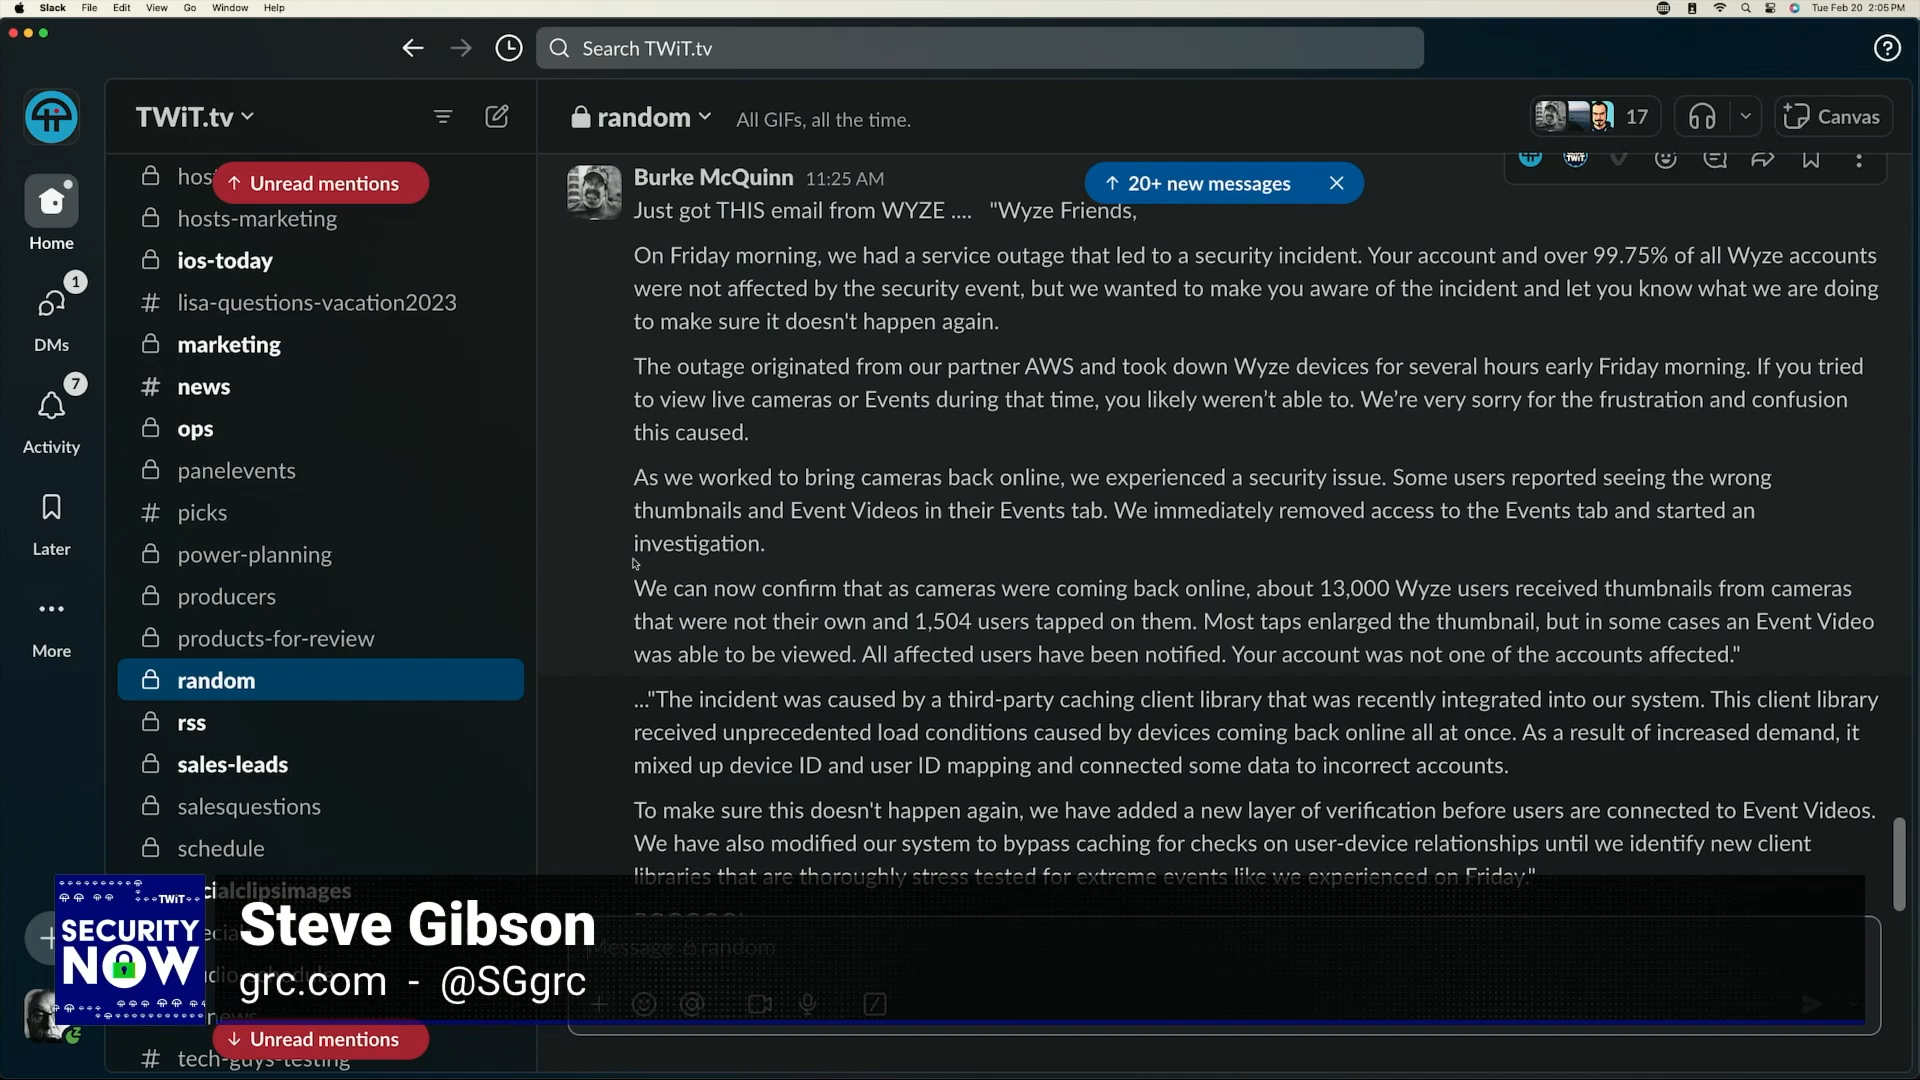 Slack File Edit View Go Window Help
Tue Feb 20 2:05 PM
Search TWiT.tv
TWiT.tv
Home
DMs
1
Activity
7
Later
More
Unread mentions
hosts-marketing
ios-today
lisa-questions-vacation2023
marketing
news
ops
panelevents
picks
power-planning
producers
products-for-review
random
rss
sales-leads
salesquestions
schedule
cialclipsimages
Unread mentions
tech-guys-testing
random
All GIFs, all the time.
17
Canvas
20+ new messages
Burke McQuinn 11:25 AM
Just got THIS email from WYZE .... "Wyze Friends,
On Friday morning, we had a service outage that led to a security incident. Your account and over 99.75% of all Wyze accounts
were not affected by the security event, but we wanted to make you aware of the incident and let you know what we are doing
to make sure it doesn't happen again.
The outage originated from our partner AWS and took down Wyze devices for several hours early Friday morning. If you tried
to view live cameras or Events during that time, you likely weren’t able to. We’re very sorry for the frustration and confusion
this caused.
As we worked to bring cameras back online, we experienced a security issue. Some users reported seeing the wrong
thumbnails and Event Videos in their Events tab. We immediately removed access to the Events tab and started an
investigation.
We can now confirm that as cameras were coming back online, about 13,000 Wyze users received thumbnails from cameras
that were not their own and 1,504 users tapped on them. Most taps enlarged the thumbnail, but in some cases an Event Video
was able to be viewed. All affected users have been notified. Your account was not one of the accounts affected."
..."The incident was caused by a third-party caching client library that was recently integrated into our system. This client library
received unprecedented load conditions caused by devices coming back online all at once. As a result of increased demand, it
mixed up device ID and user ID mapping and connected some data to incorrect accounts.
To make sure this doesn't happen again, we have added a new layer of verification before users are connected to Event Videos.
We have also modified our system to bypass caching for checks on user-device relationships until we identify new client
libraries that are thoroughly stress tested for extreme events like we experienced on Friday."
Message random
TWiT
SECURITY
NOW
Steve Gibson
grc.com - @SGgrc